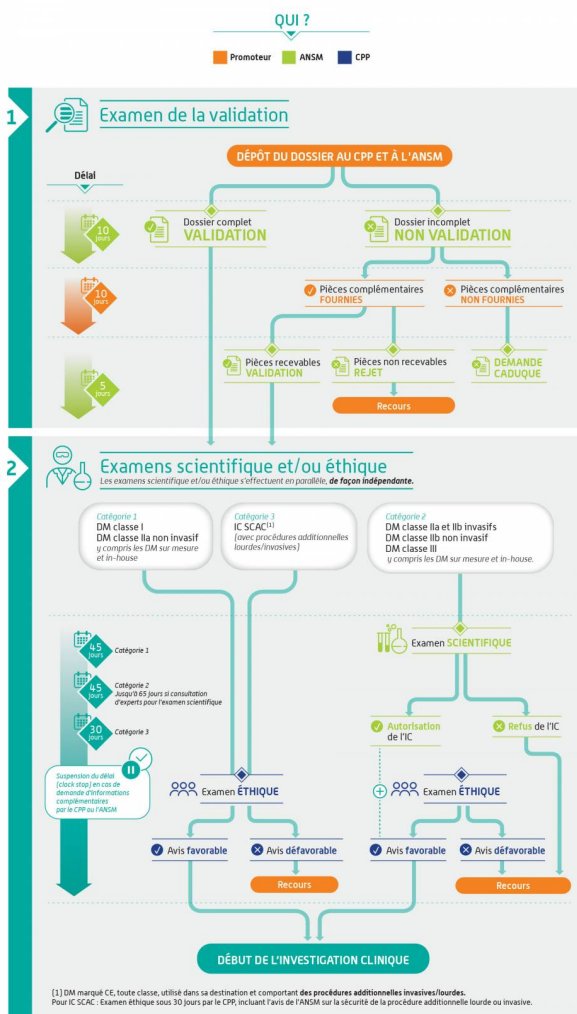 QUI ?
Promoteur ANSM CPP
1
Examen de la validation
DÉPÔT DU DOSSIER AU CPP ET À L'ANSM
Délai
10
jours
Dossier complet
VALIDATION
Dossier incomplet
NON VALIDATION
10
jours
Pièces complémentaires
FOURNIES
Pièces complémentaires
NON FOURNIES
5
jours
Pièces recevables
VALIDATION
Pièces non recevables
REJET
DEMANDE
CADUQUE
Recours
2
Examens scientifique et/ou éthique
Les examens scientifique et/ou éthique s'effectuent en parallèle, de façon indépendante.
Catégorie 1
DM classe I
DM classe IIa non invasif
y compris les DM sur mesure
et in-house
Catégorie 3
IC SCAC[1]
(avec procédures additionnelles
lourdes/invasives)
Catégorie 2
DM classe IIa et IIb invasifs
DM classe IIb non invasif
DM classe III
y compris les DM sur mesure et in-house.
Examen SCIENTIFIQUE
45
jours
Catégorie 1
45
jours
Catégorie 2
Jusqu'à 65 jours si consultation
d'experts pour l'examen scientifique
30
jours
Catégorie 3
Autorisation
de l'IC
Refus de l'IC
Suspension du délai
(clock stop) en cas de
demande d'informations
complémentaires
par le CPP ou l'ANSM
Examen ÉTHIQUE
Examen ÉTHIQUE
Avis favorable
Avis défavorable
Avis favorable
Avis défavorable
Recours
Recours
DÉBUT DE L'INVESTIGATION CLINIQUE
[1] DM marqué CE, toute classe, utilisé dans sa destination et comportant des procédures additionnelles invasives/lourdes.
Pour IC SCAC : Examen éthique sous 30 jours par le CPP, incluant l'avis de l'ANSM sur la sécurité de la procédure additionnelle lourde ou invasive.